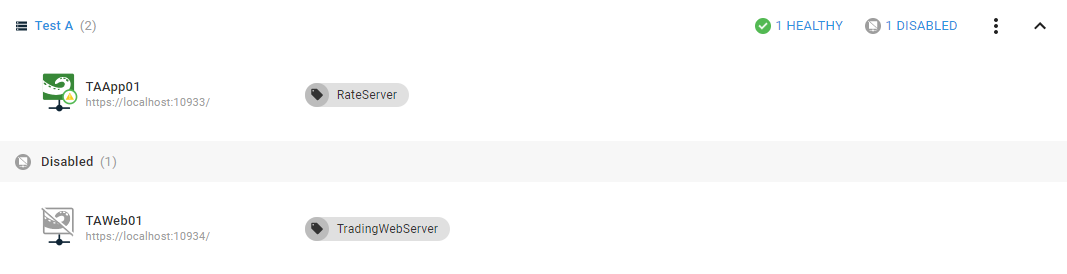 Test A (2) 1 HEALTHY 1 DISABLED
TAApp01
https://localhost:10933/
RateServer
Disabled (1)
TAWeb01
https://localhost:10934/
TradingWebServer